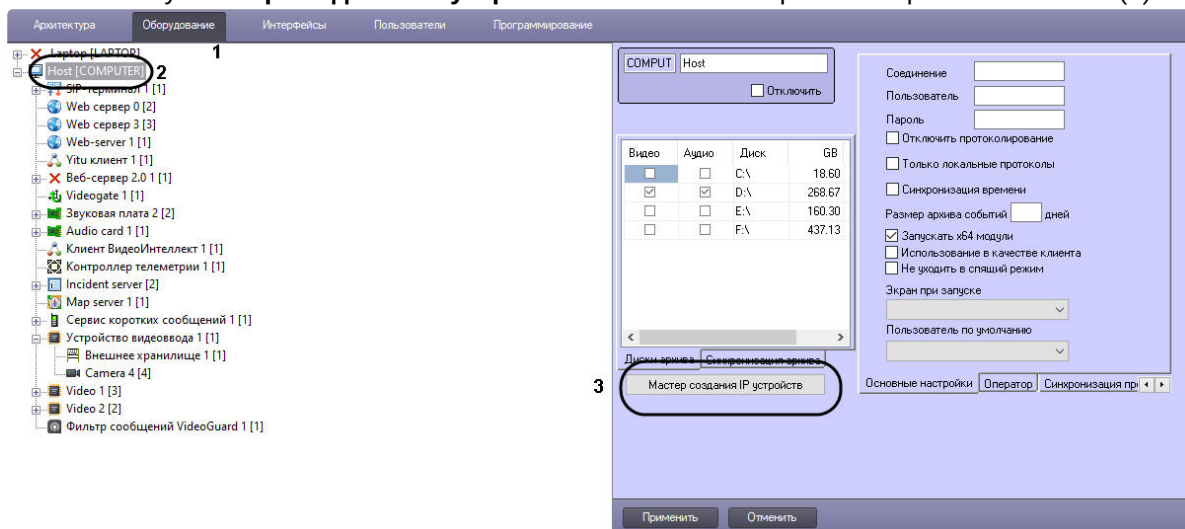 Архитектура Оборудование Интерфейсы Пользователи Программирование
1
Laptop [LAPTOP]
Host [COMPUTER] 2
SIP-терминал 1 [1]
Web сервер 0 [2]
Web сервер 3 [3]
Web-server 1 [1]
Yitu клиент 1 [1]
Веб-сервер 2.0 1 [1]
Videogate 1 [1]
Звуковая плата 2 [2]
Audio card 1 [1]
Клиент ВидеоИнтеллект 1 [1]
Контроллер телеметрии 1 [1]
Incident server [2]
Map server 1 [1]
Сервис коротких сообщений 1 [1]
Устройство видеоввода 1 [1]
Внешнее хранилище 1 [1]
Camera 4 [4]
Video 1 [3]
Video 2 [2]
Фильтр сообщений VideoGuard 1 [1]
COMPUT Host
Отключить
Видео Аудио Диск GB
C:\ 18.60
D:\ 268.67
E:\ 160.30
F:\ 437.13
Диски архива Синхронизация архива
3 Мастер создания IP устройств
Соединение
Пользователь
Пароль
Отключить протоколирование
Только локальные протоколы
Синхронизация времени
Размер архива событий дней
Запускать x64 модули
Использование в качестве клиента
Не уходить в спящий режим
Экран при запуске
Пользователь по умолчанию
Основные настройки Оператор Синхронизация
Применить Отменить